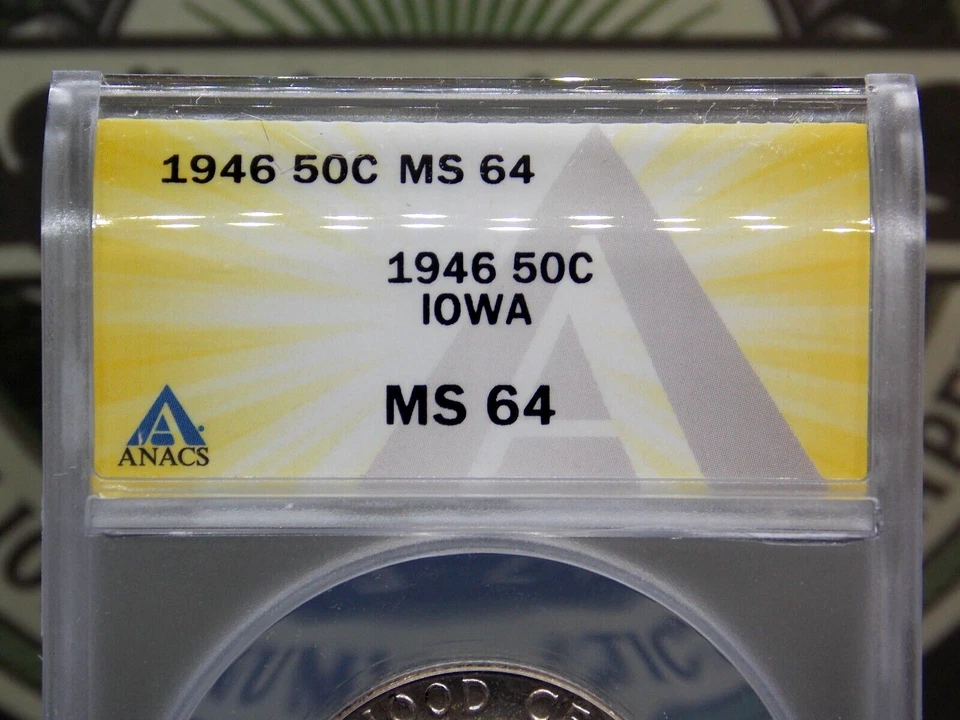 1946 50C MS 64
1946 50C
IOWA
MS 64
ANACS